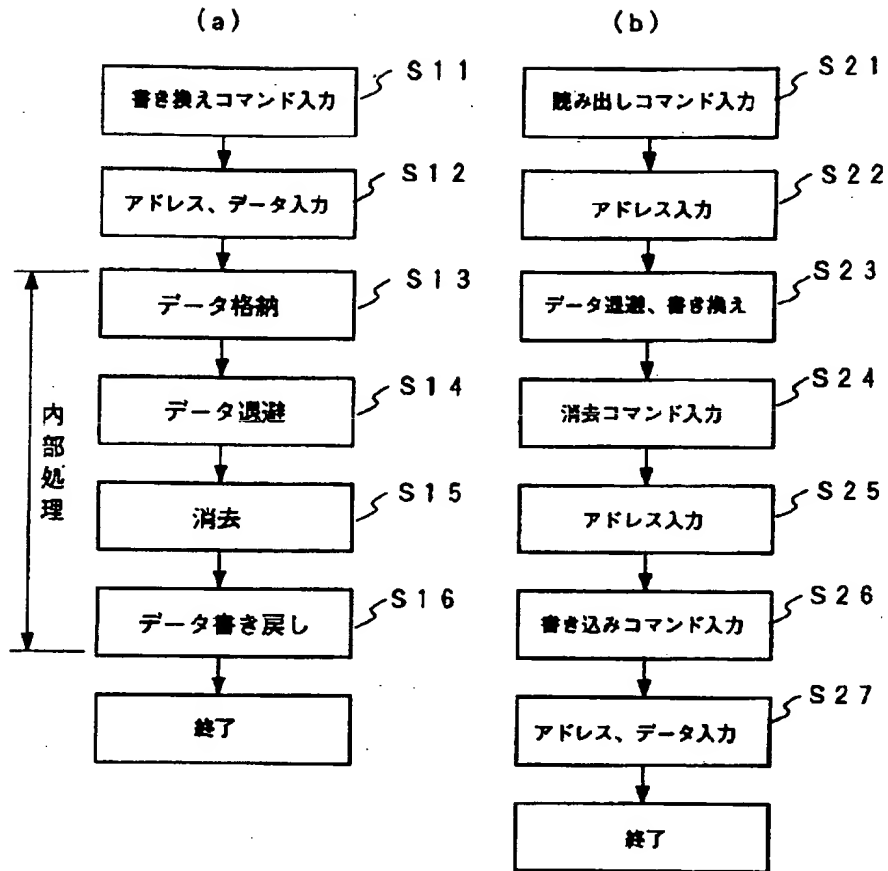 (a)
書き換えコマンド入力
S11
アドレス、データ入力
S12
データ格納
S13
データ退避
S14
消去
S15
データ書き戻し
S16
終了
内部処理
(b)
読み出しコマンド入力
S21
アドレス入力
S22
データ退避、書き換え
S23
消去コマンド入力
S24
アドレス入力
S25
書き込みコマンド入力
S26
アドレス、データ入力
S27
終了